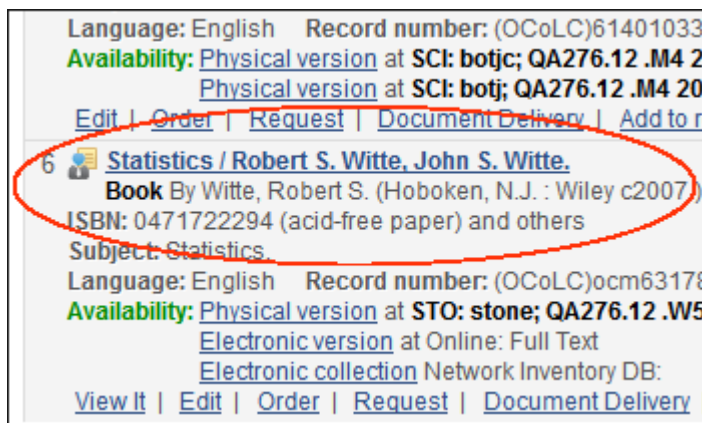 Language: English Record number: (OCoLC)61401033
Availability: Physical version at SCI: botjc; QA276.12 .M4 2
Physical version at SCI: botj; QA276.12 .M4 20
Edit | Order | Request | Document Delivery | Add to r
6 Statistics / Robert S. Witte, John S. Witte.
Book By Witte, Robert S. (Hoboken, N.J. : Wiley c2007.)
ISBN: 0471722294 (acid-free paper) and others
Subject: Statistics.
Language: English Record number: (OCoLC)ocm63178
Availability: Physical version at STO: stone; QA276.12 .W5
Electronic version at Online: Full Text
Electronic collection Network Inventory DB:
View It | Edit | Order | Request | Document Delivery